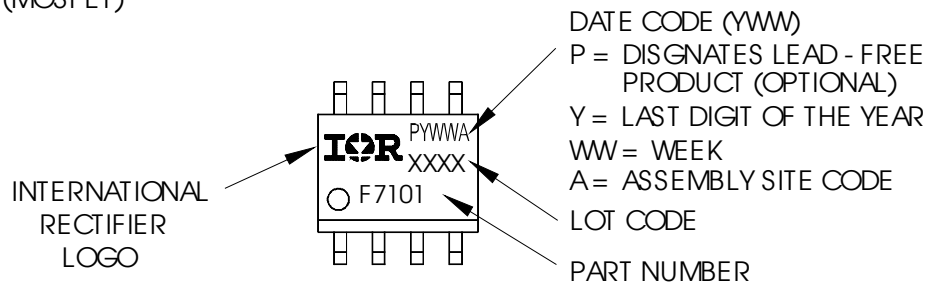 (MOSFET)
DATE CODE (YWW)
P = DISGNATES LEAD - FREE
PRODUCT (OPTIONAL)
Y = LAST DIGIT OF THE YEAR
WW = WEEK
A = ASSEMBLY SITE CODE
LOT CODE
PART NUMBER
INTERNATIONAL
RECTIFIER
LOGO
IOR
PYWWA
XXXX
F7101